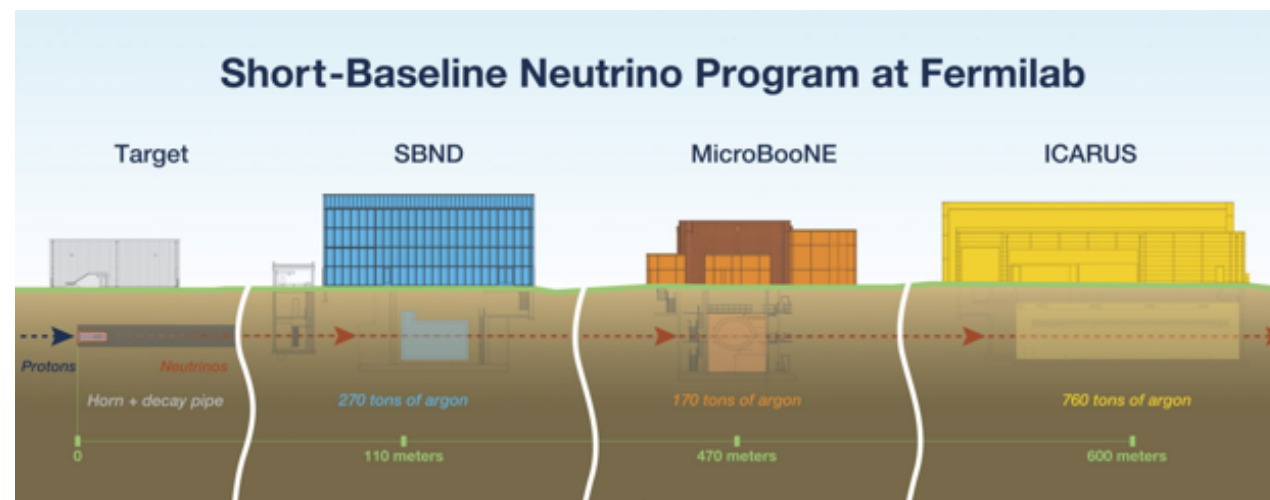 Short-Baseline Neutrino Program at Fermilab
Target
SBND
MicroBooNE
ICARUS
Protons
Neutrinos
Horn + decay pipe
270 tons of argon
170 tons of argon
760 tons of argon
0
110 meters
470 meters
600 meters